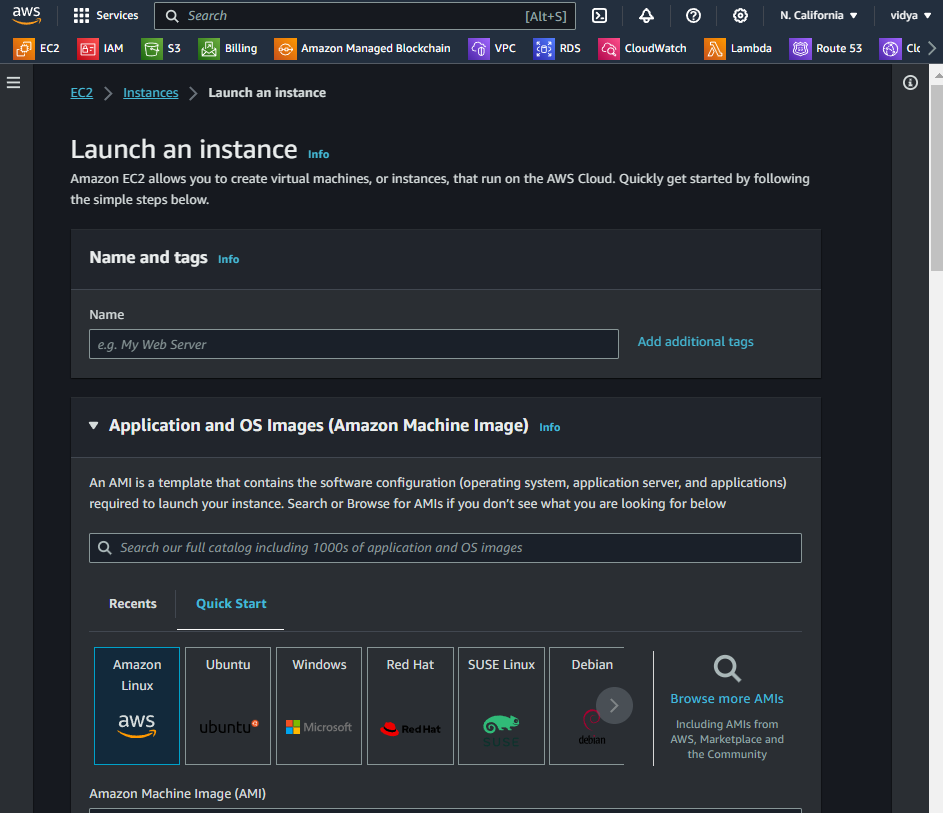 aws
Services
Search
[Alt+S]
N. California
vidya
EC2
IAM
S3
Billing
Amazon Managed Blockchain
VPC
RDS
CloudWatch
Lambda
Route 53
EC2
Instances
Launch an instance
Launch an instance
Info
Amazon EC2 allows you to create virtual machines, or instances, that run on the AWS Cloud. Quickly get started by following
the simple steps below.
Name and tags
Info
Name
e.g. My Web Server
Add additional tags
Application and OS Images (Amazon Machine Image)
Info
An AMI is a template that contains the software configuration (operating system, application server, and applications)
required to launch your instance. Search or Browse for AMIs if you don't see what you are looking for below
Search our full catalog including 1000s of application and OS images
Recents
Quick Start
Amazon
Linux
aws
Ubuntu
ubuntu
Windows
Microsoft
Red Hat
Red Hat
SUSE Linux
SUSE
Debian
debian
Browse more AMIs
Including AMIs from
AWS, Marketplace and
the Community
Amazon Machine Image (AMI)